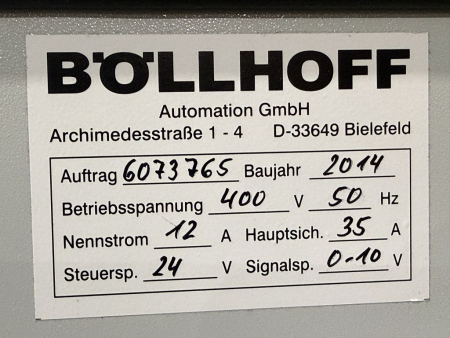 BÖLLHOFF
Automation GmbH
Archimedesstraße 1 - 4 D-33649 Bielefeld
Auftrag 6073765 Baujahr 2014
Betriebsspannung 400 V 50 Hz
Nennstrom 12 A Hauptsich. 35 A
Steuersp. 24 V Signalsp. 0-10 V